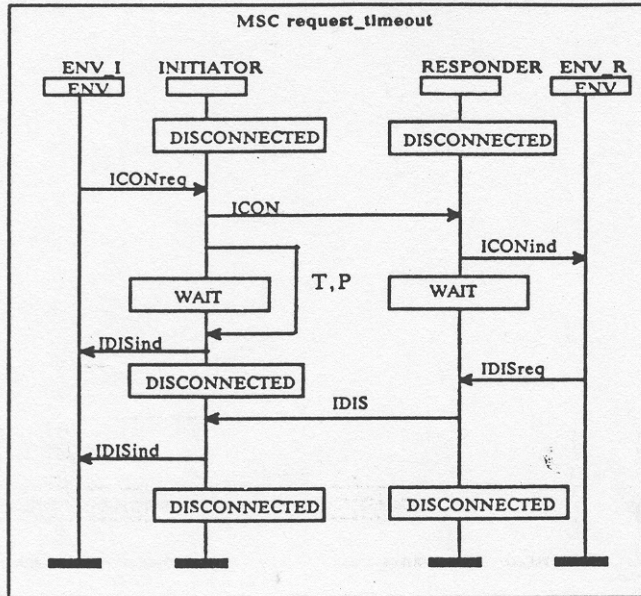 MSC request_timeout
ENV_I INITIATOR RESPONDER ENV_R
ENV ENV
DISCONNECTED DISCONNECTED
ICONreq
ICON
ICONind
T,P
WAIT WAIT
IDISind
IDISreq
DISCONNECTED
IDIS
IDISind
DISCONNECTED DISCONNECTED